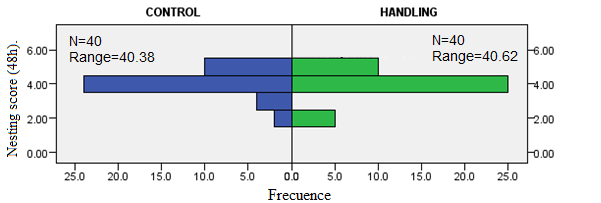 CONTROL HANDLING
N=40 N=40
Range=40.38 Range=40.62
Nesting score (48h).
6.00 6.00
4.00 4.00
2.00 2.00
0.00 0.00
25.0 20.0 15.0 10.0 5.0 0.0 0.0 5.0 10.0 15.0 20.0 25.0
Frecuence